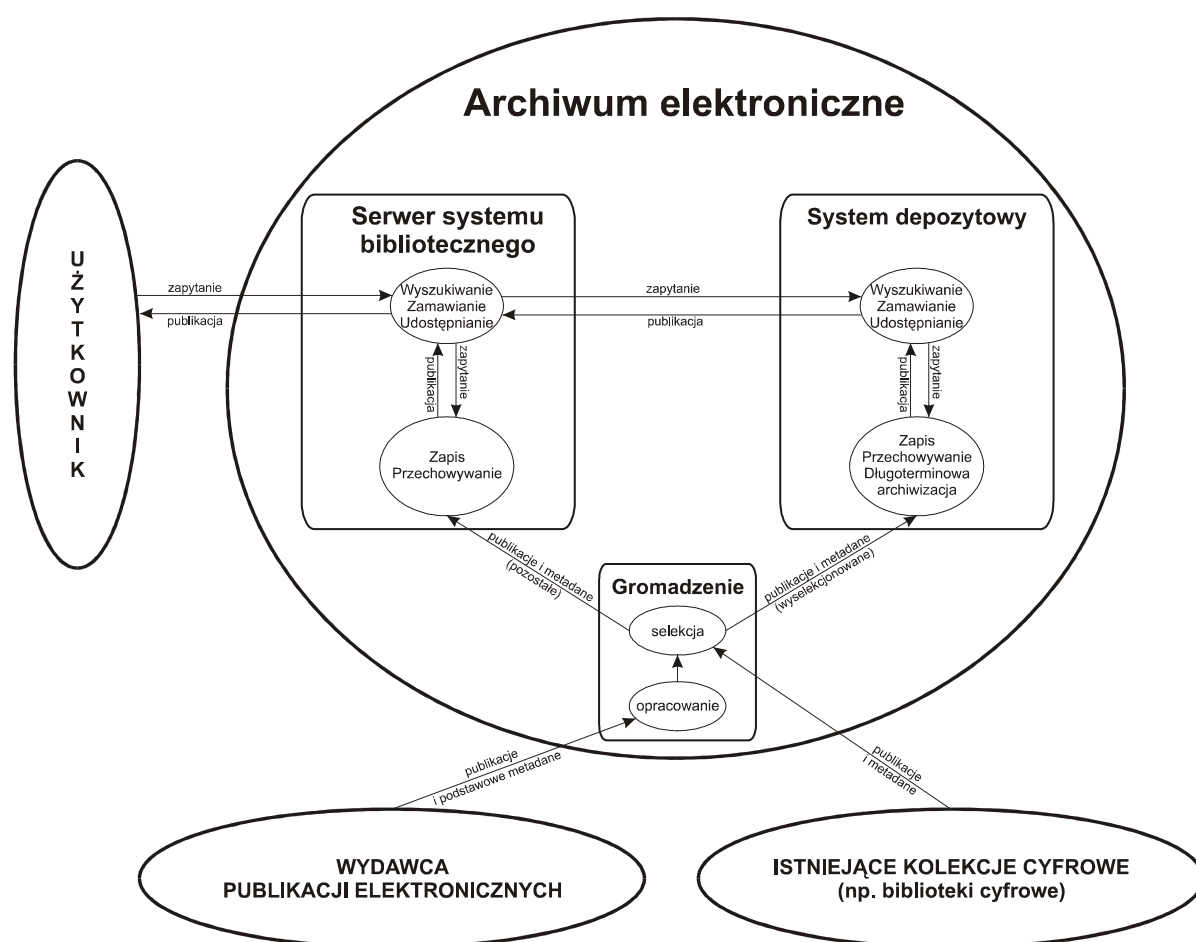 Archiwum elektroniczne
Serwer systemu
bibliotecznego
System depozytowy
UŻYTKOWNIK
zapytanie
publikacja
Wyszukiwanie
Zamawianie
Udostępnianie
zapytanie
publikacja
Wyszukiwanie
Zamawianie
Udostępnianie
publikacja
zapytanie
publikacja
zapytanie
Zapis
Przechowywanie
Zapis
Przechowywanie
Długoterminowa
archiwizacja
publikacje i metadane
(pozostałe)
publikacje i metadane
(wyselekcjonowane)
Gromadzenie
selekcja
opracowanie
publikacje
i podstawowe metadane
publikacje
i metadane
WYDAWCA
PUBLIKACJI ELEKTRONICZNYCH
ISTNIEJĄCE KOLEKCJE CYFROWE
(np. biblioteki cyfrowe)